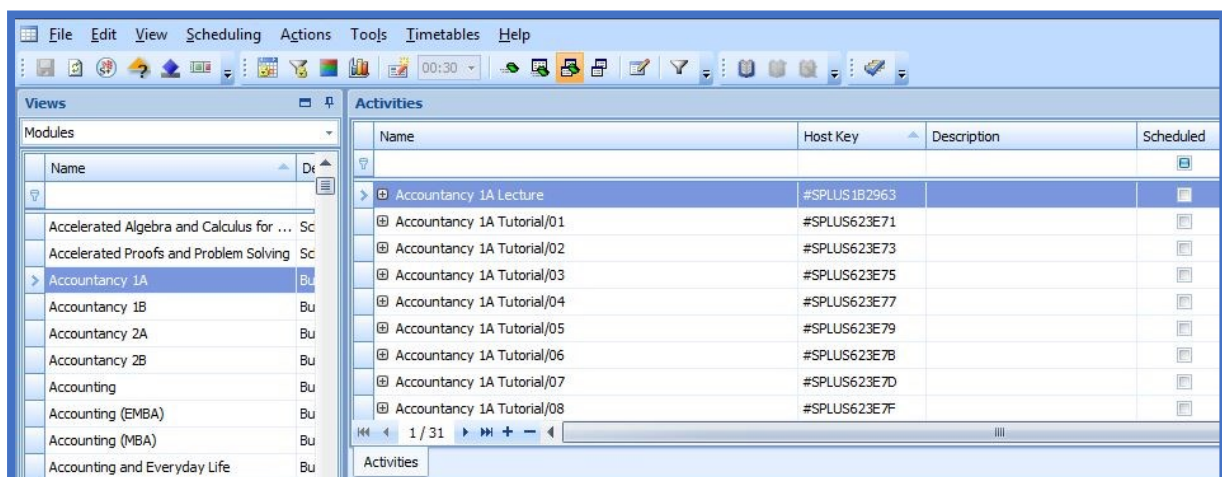 File Edit View Scheduling Actions Tools Timetables Help
00:30
Views
Modules
Name De
Accelerated Algebra and Calculus for ... Sc
Accelerated Proofs and Problem Solving Sc
Accountancy 1A Bu
Accountancy 1B Bu
Accountancy 2A Bu
Accountancy 2B Bu
Accounting Bu
Accounting (EMBA) Bu
Accounting (MBA) Bu
Accounting and Everyday Life Bu
Activities
Name Host Key Description Scheduled
Accountancy 1A Lecture #SPLUS1B2963
Accountancy 1A Tutorial/01 #SPLUS623E71
Accountancy 1A Tutorial/02 #SPLUS623E73
Accountancy 1A Tutorial/03 #SPLUS623E75
Accountancy 1A Tutorial/04 #SPLUS623E77
Accountancy 1A Tutorial/05 #SPLUS623E79
Accountancy 1A Tutorial/06 #SPLUS623E7B
Accountancy 1A Tutorial/07 #SPLUS623E7D
Accountancy 1A Tutorial/08 #SPLUS623E7F
1 / 31
Activities